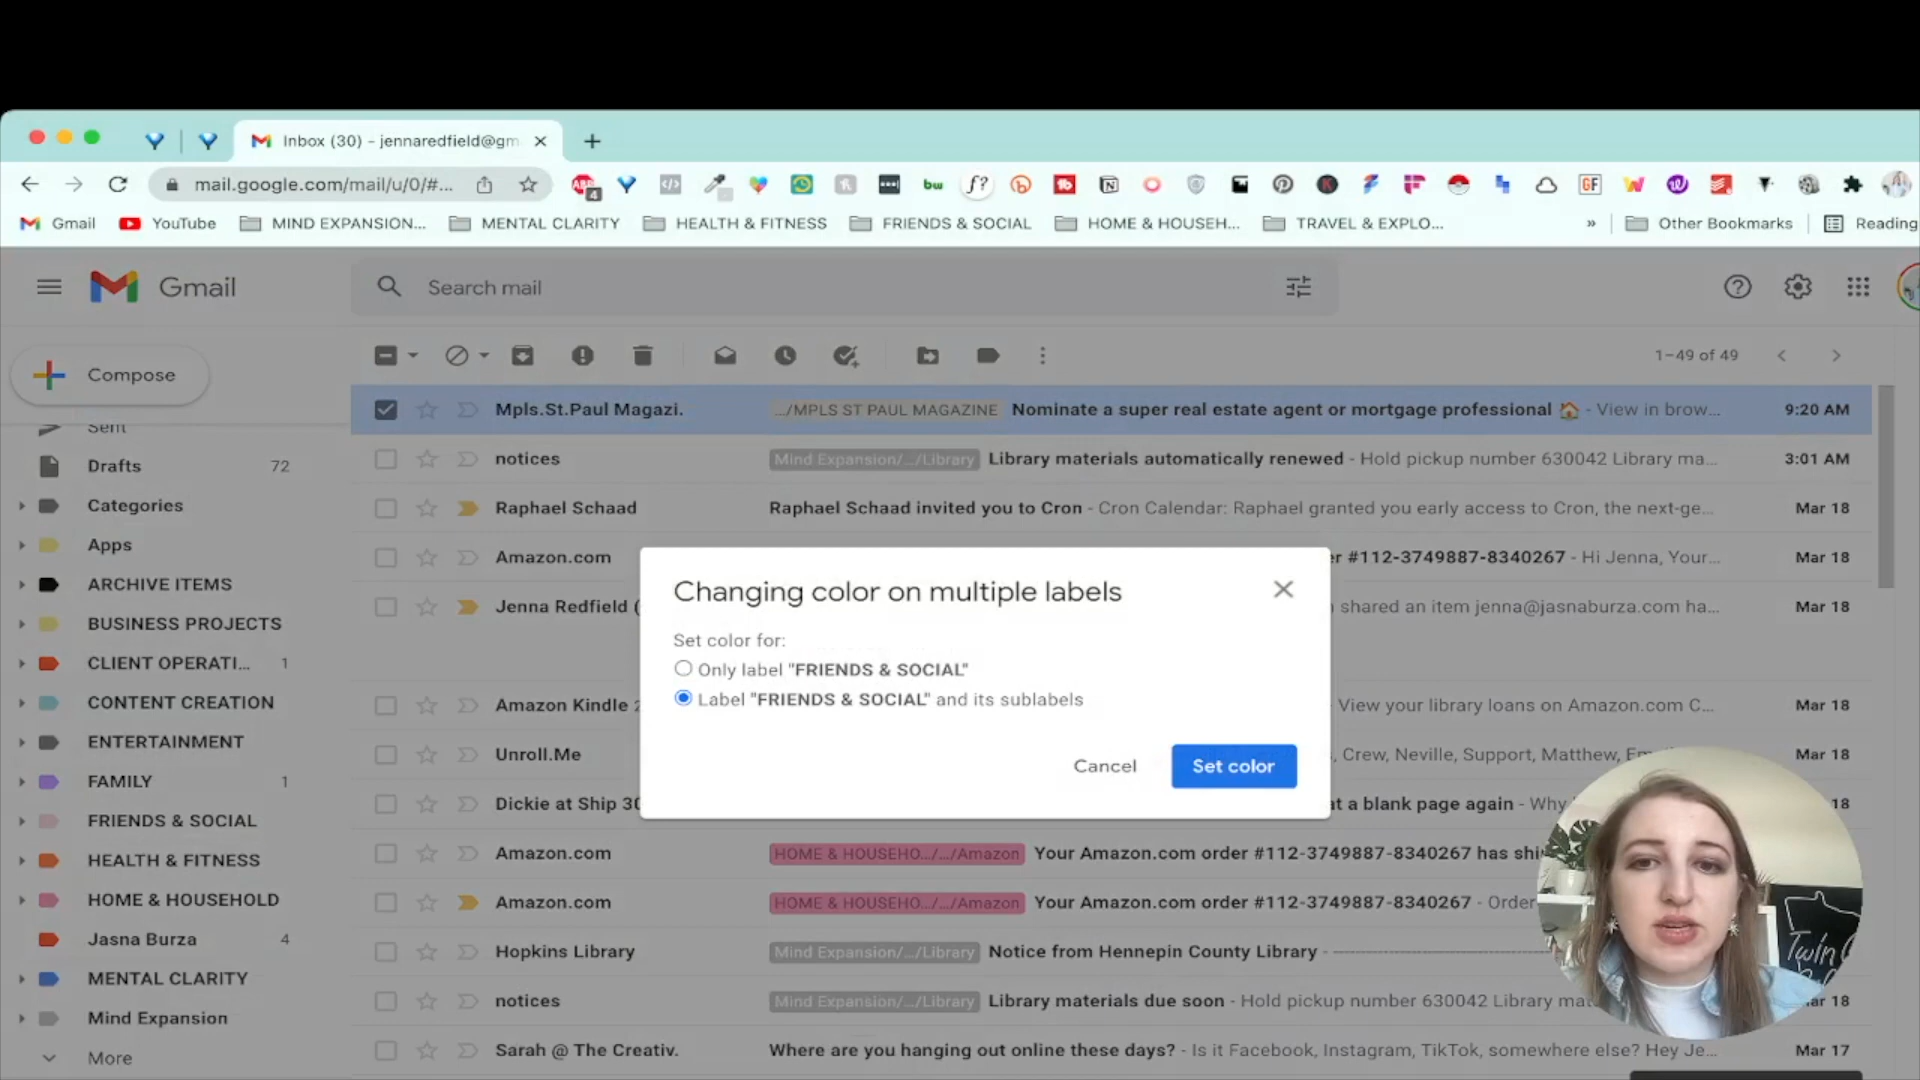 Inbox (30) - jennaredfield@gm
mail.google.com/mail/u/0/#...
ABP 4 bw f? GF
Gmail YouTube MIND EXPANSION... MENTAL CLARITY HEALTH & FITNESS FRIENDS & SOCIAL HOME & HOUSEH... TRAVEL & EXPLO... » Other Bookmarks Reading
Gmail Search mail
Compose
1–49 of 49
Sent
Drafts 72
Categories
Apps
ARCHIVE ITEMS
BUSINESS PROJECTS
CLIENT OPERATI... 1
CONTENT CREATION
ENTERTAINMENT
FAMILY 1
FRIENDS & SOCIAL
HEALTH & FITNESS
HOME & HOUSEHOLD
Jasna Burza 4
MENTAL CLARITY
Mind Expansion
More
Mpls.St.Paul Magazi. .../MPLS ST PAUL MAGAZINE Nominate a super real estate agent or mortgage professional 🏠 - View in brow... 9:20 AM
notices Mind Expansion/.../Library Library materials automatically renewed - Hold pickup number 630042 Library ma... 3:01 AM
Raphael Schaad Raphael Schaad invited you to Cron - Cron Calendar: Raphael granted you early access to Cron, the next-ge... Mar 18
Amazon.com #112-3749887-8340267 - Hi Jenna, Your... Mar 18
Jenna Redfield ( shared an item jenna@jasnaburza.com ha... Mar 18
Amazon Kindle View your library loans on Amazon.com C... Mar 18
Unroll.Me , Crew, Neville, Support, Matthew, Em
Dickie at Ship 30 at a blank page again - Why 18
Amazon.com HOME & HOUSEHO.../.../Amazon Your Amazon.com order #112-3749887-8340267 has shi
Amazon.com HOME & HOUSEHO.../.../Amazon Your Amazon.com order #112-3749887-8340267 - Order
Hopkins Library Mind Expansion/.../Library Notice from Hennepin County Library -
notices Mind Expansion/.../Library Library materials due soon - Hold pickup number 630042 Library mat 18
Sarah @ The Creativ. Where are you hanging out online these days? - Is it Facebook, Instagram, TikTok, somewhere else? Hey Je... Mar 17
Changing color on multiple labels
Set color for:
Only label "FRIENDS & SOCIAL"
Label "FRIENDS & SOCIAL" and its sublabels
Cancel Set color
Twin